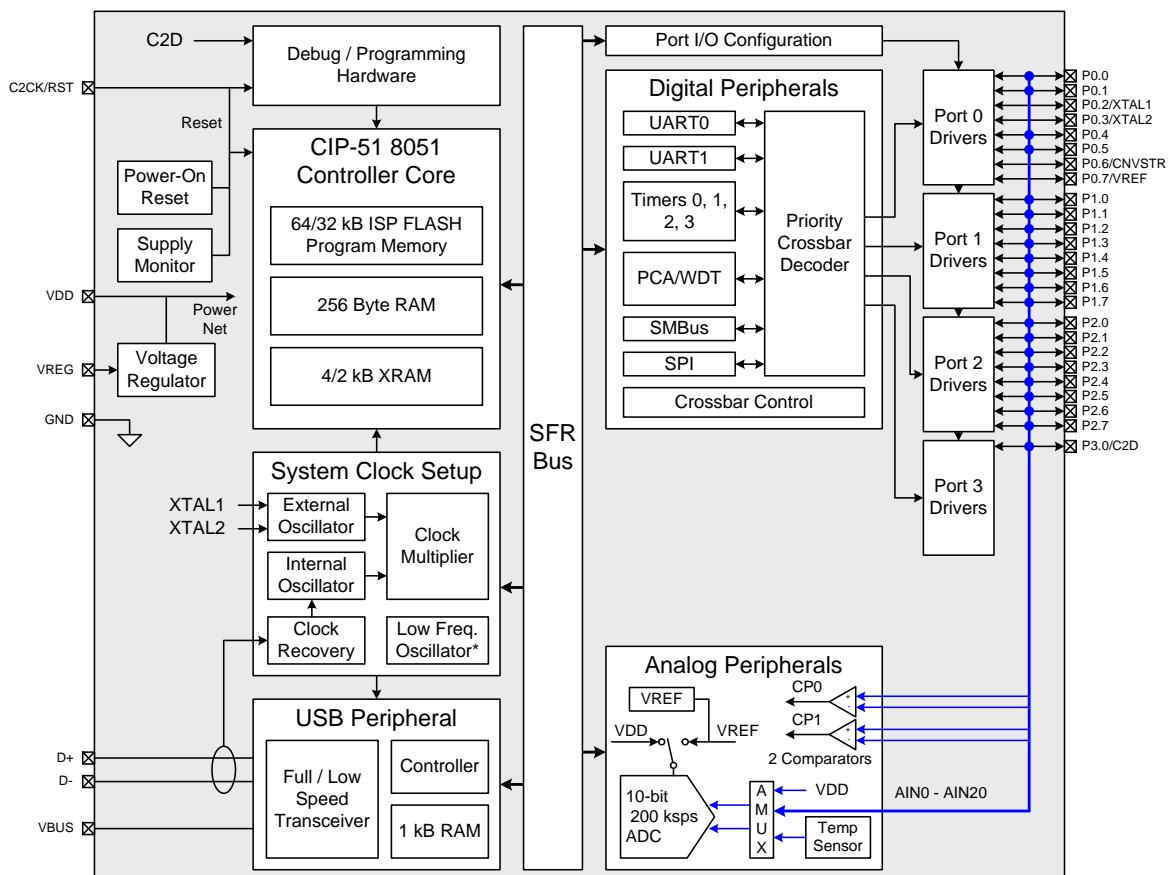 C2D
Debug / Programming
Hardware
C2CK/RST
Reset
Power-On
Reset
Supply
Monitor
VDD
Power
Net
VREG
Voltage
Regulator
GND
CIP-51 8051
Controller Core
64/32 kB ISP FLASH
Program Memory
256 Byte RAM
4/2 kB XRAM
System Clock Setup
XTAL1
XTAL2
External
Oscillator
Internal
Oscillator
Clock
Multiplier
Clock
Recovery
Low Freq.
Oscillator*
USB Peripheral
D+
D-
VBUS
Full / Low
Speed
Transceiver
Controller
1 kB RAM
SFR
Bus
Port I/O Configuration
Digital Peripherals
UART0
UART1
Timers 0, 1,
2, 3
PCA/WDT
SMBus
SPI
Priority
Crossbar
Decoder
Crossbar Control
Port 0
Drivers
Port 1
Drivers
Port 2
Drivers
Port 3
Drivers
P0.0
P0.1
P0.2/XTAL1
P0.3/XTAL2
P0.4
P0.5
P0.6/CNVSTR
P0.7/VREF
P1.0
P1.1
P1.2
P1.3
P1.4
P1.5
P1.6
P1.7
P2.0
P2.1
P2.2
P2.3
P2.4
P2.5
P2.6
P2.7
P3.0/C2D
Analog Peripherals
VREF
VDD
VREF
CP0
+
-
CP1
+
-
2 Comparators
10-bit
200 ksps
ADC
A
M
U
X
VDD
Temp
Sensor
AIN0 - AIN20